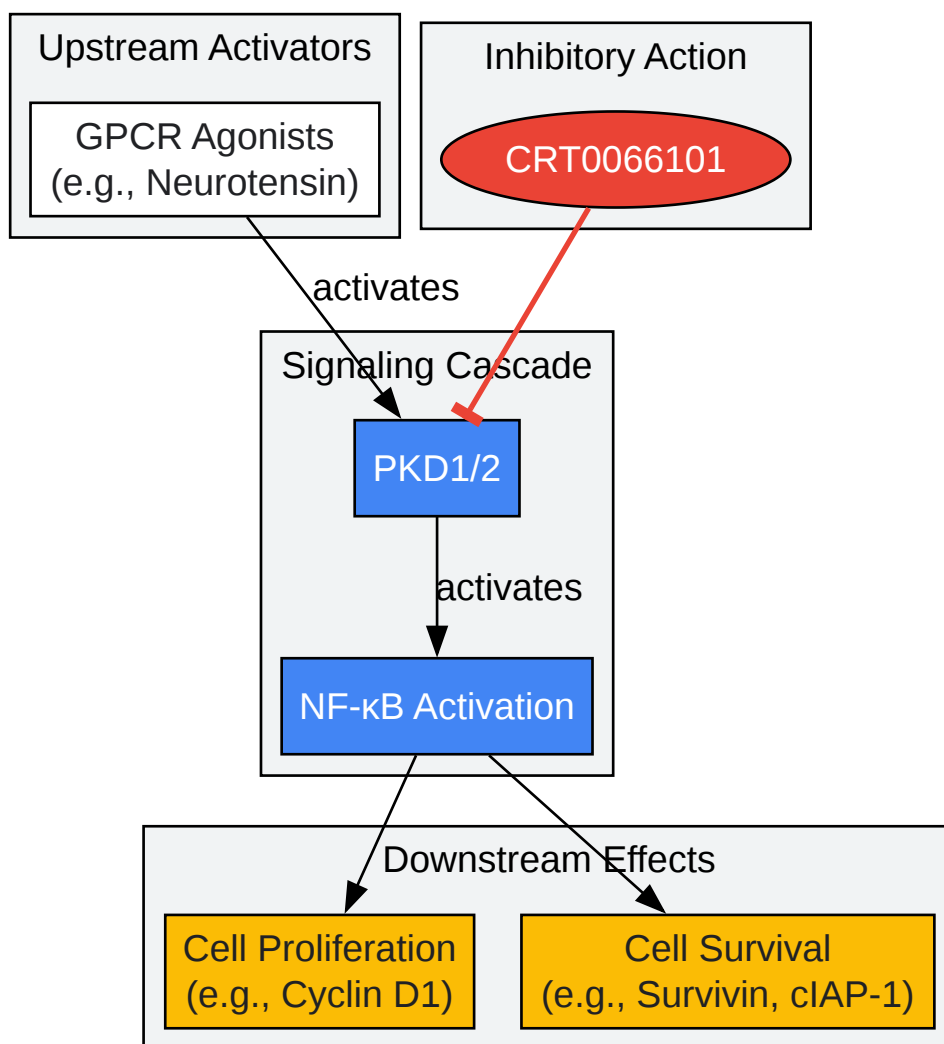 Upstream Activators
GPCR Agonists
(e.g., Neurotensin)
Inhibitory Action
CRT0066101
activates
Signaling Cascade
PKD1/2
activates
NF-κB Activation
Downstream Effects
Cell Proliferation
(e.g., Cyclin D1)
Cell Survival
(e.g., Survivin, cIAP-1)